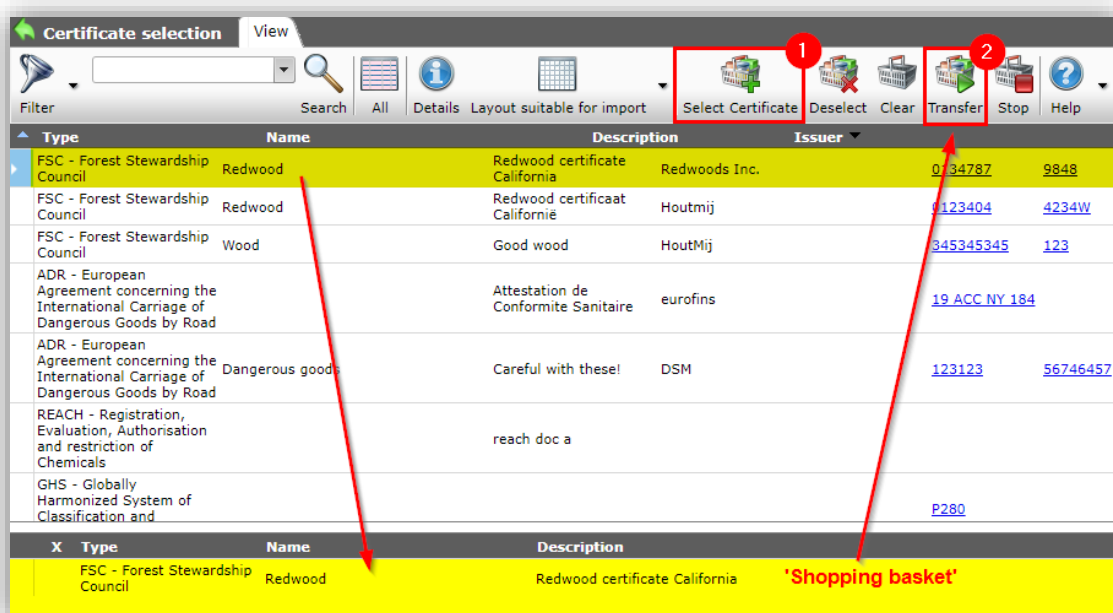 Certificate selection View
1 2
Filter Search All Details Layout suitable for import Select Certificate Deselect Clear Transfer Stop Help
Type Name Description Issuer
FSC - Forest Stewardship Council Redwood Redwood certificate California Redwoods Inc. 0134787 9848
FSC - Forest Stewardship Council Redwood Redwood certificaat Californië Houtmij 0123404 4234W
FSC - Forest Stewardship Council Wood Good wood HoutMij 345345345 123
ADR - European Agreement concerning the International Carriage of Dangerous Goods by Road Attestation de Conformite Sanitaire eurofins 19 ACC NY 184
ADR - European Agreement concerning the International Carriage of Dangerous Goods by Road Dangerous goods Careful with these! DSM 123123 56746457
REACH - Registration, Evaluation, Authorisation and restriction of Chemicals reach doc a
GHS - Globally Harmonized System of Classification and P280
X Type Name Description
FSC - Forest Stewardship Council Redwood Redwood certificate California 'Shopping basket'